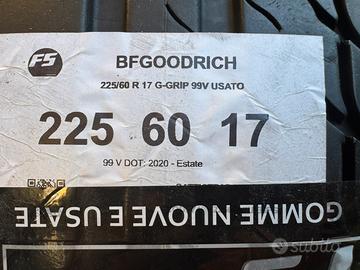 FS
BFGOODRICH
225/60 R 17 G-GRIP 99V USATO
225 60 17
99 V DOT: 2020 - Estate
GOMME NUOVE E USATE
subito